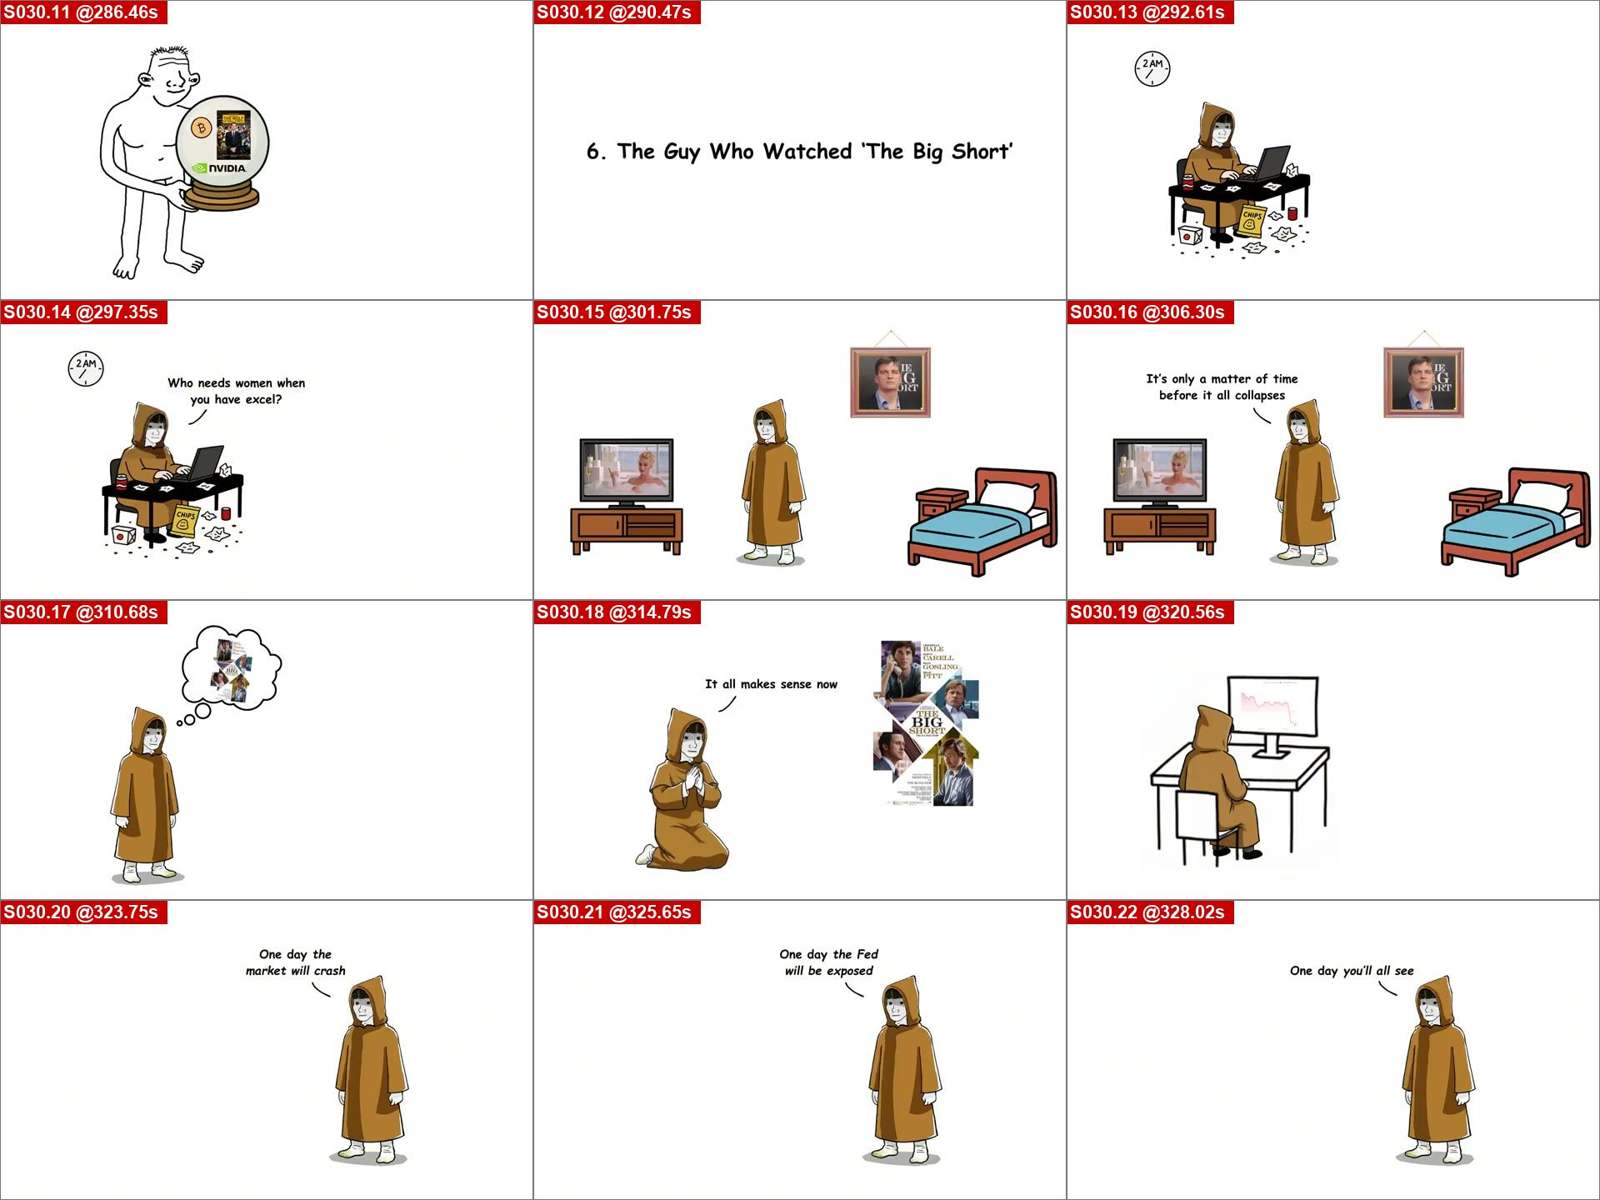 S030.11 @286.46s
B
NVIDIA
S030.12 @290.47s
6. The Guy Who Watched ‘The Big Short’
S030.13 @292.61s
2 AM
CHIPS
S030.14 @297.35s
2 AM
Who needs women when
you have excel?
CHIPS
S030.15 @301.75s
S030.16 @306.30s
It's only a matter of time
before it all collapses
S030.17 @310.68s
BIG
S030.18 @314.79s
It all makes sense now
BALE
CARELL
GOSLING
PITT
THE
BIG
SHORT
S030.19 @320.56s
S030.20 @323.75s
One day the
market will crash
S030.21 @325.65s
One day the Fed
will be exposed
S030.22 @328.02s
One day you'll all see